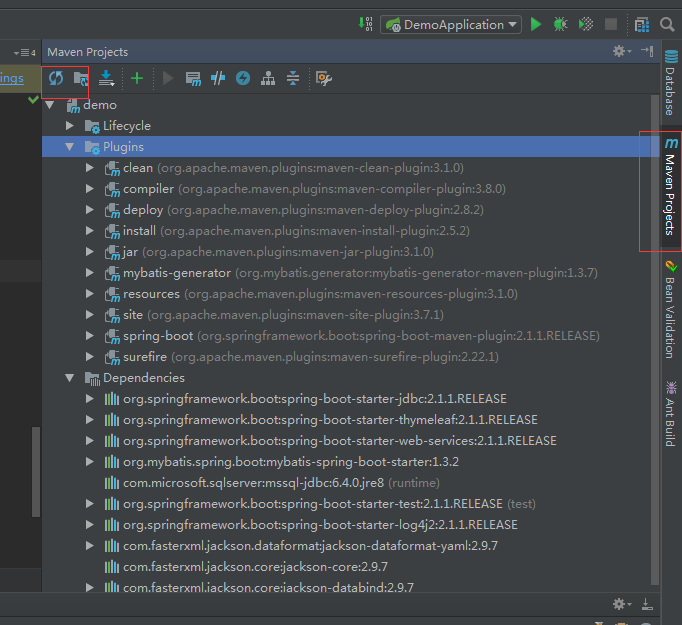 DemoApplication
Maven Projects
ings
4
demo
Lifecycle
Plugins
clean (org.apache.maven.plugins:maven-clean-plugin:3.1.0)
compiler (org.apache.maven.plugins:maven-compiler-plugin:3.8.0)
deploy (org.apache.maven.plugins:maven-deploy-plugin:2.8.2)
install (org.apache.maven.plugins:maven-install-plugin:2.5.2)
jar (org.apache.maven.plugins:maven-jar-plugin:3.1.0)
mybatis-generator (org.mybatis.generator:mybatis-generator-maven-plugin:1.3.7)
resources (org.apache.maven.plugins:maven-resources-plugin:3.1.0)
site (org.apache.maven.plugins:maven-site-plugin:3.7.1)
spring-boot (org.springframework.boot:spring-boot-maven-plugin:2.1.1.RELEASE)
surefire (org.apache.maven.plugins:maven-surefire-plugin:2.22.1)
Dependencies
org.springframework.boot:spring-boot-starter-jdbc:2.1.1.RELEASE
org.springframework.boot:spring-boot-starter-thymeleaf:2.1.1.RELEASE
org.springframework.boot:spring-boot-starter-web-services:2.1.1.RELEASE
org.mybatis.spring.boot:mybatis-spring-boot-starter:1.3.2
com.microsoft.sqlserver:mssql-jdbc:6.4.0.jre8 (runtime)
org.springframework.boot:spring-boot-starter-test:2.1.1.RELEASE (test)
org.springframework.boot:spring-boot-starter-log4j2:2.1.1.RELEASE
com.fasterxml.jackson.dataformat:jackson-dataformat-yaml:2.9.7
com.fasterxml.jackson.core:jackson-core:2.9.7
com.fasterxml.jackson.core:jackson-databind:2.9.7
Database
Maven Projects
Bean Validation
Ant Build